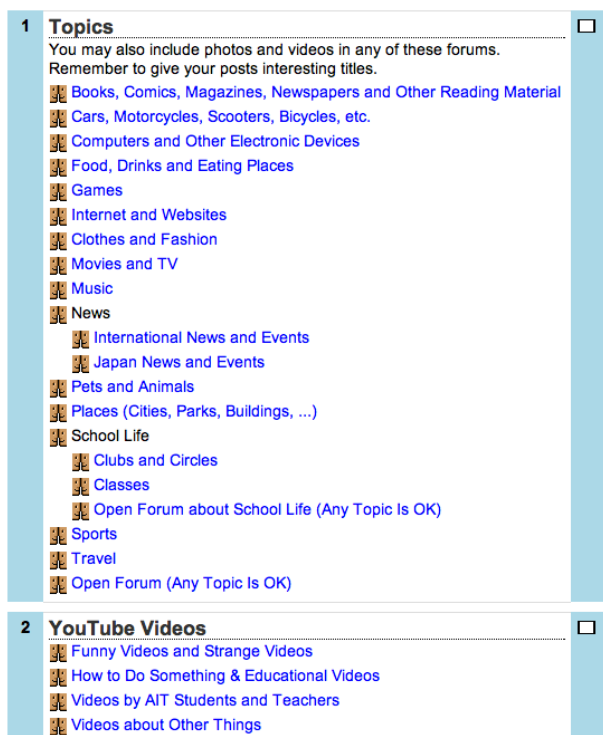 1 Topics
You may also include photos and videos in any of these forums.
Remember to give your posts interesting titles.
Books, Comics, Magazines, Newspapers and Other Reading Material
Cars, Motorcycles, Scooters, Bicycles, etc.
Computers and Other Electronic Devices
Food, Drinks and Eating Places
Games
Internet and Websites
Clothes and Fashion
Movies and TV
Music
News
International News and Events
Japan News and Events
Pets and Animals
Places (Cities, Parks, Buildings, ...)
School Life
Clubs and Circles
Classes
Open Forum about School Life (Any Topic Is OK)
Sports
Travel
Open Forum (Any Topic Is OK)
2 YouTube Videos
Funny Videos and Strange Videos
How to Do Something & Educational Videos
Videos by AIT Students and Teachers
Videos about Other Things